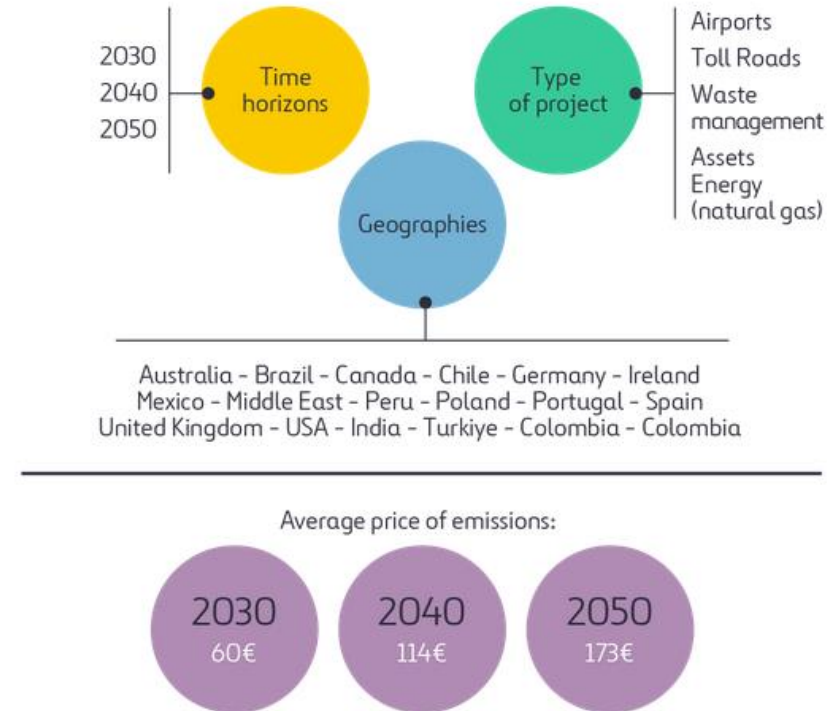 2030
2040
2050
Time
horizons
Type
of project
Airports
Toll Roads
Waste
management
Assets
Energy
(natural gas)
Geographies
Australia - Brazil - Canada - Chile - Germany - Ireland
Mexico - Middle East - Peru - Poland - Portugal - Spain
United Kingdom - USA - India - Turkiye - Colombia - Colombia
Average price of emissions:
2030
60€
2040
114€
2050
173€